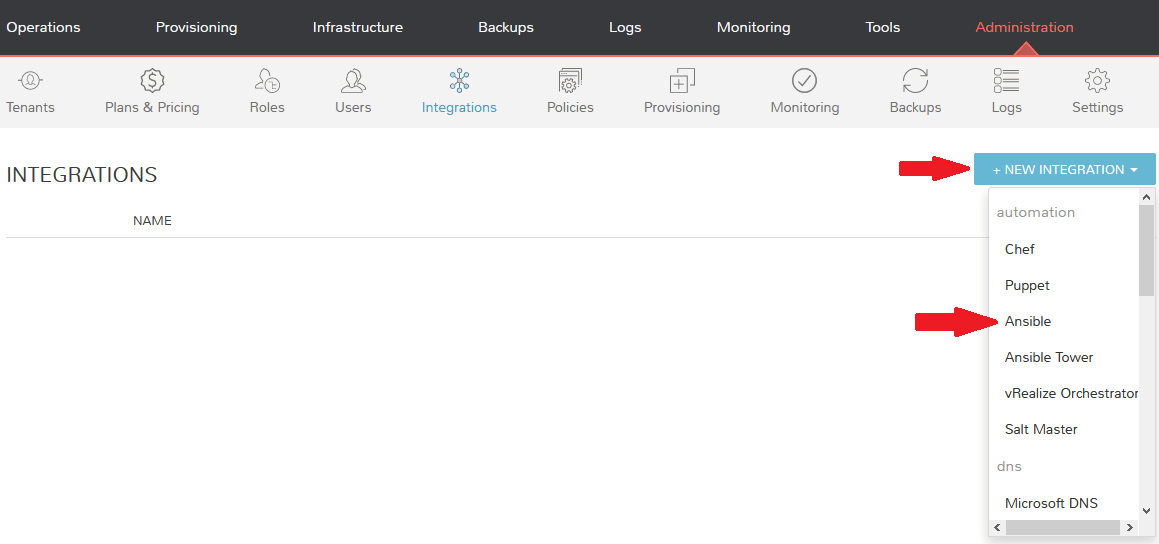 Operations Provisioning Infrastructure Backups Logs Monitoring Tools Administration
Tenants Plans & Pricing Roles Users Integrations Policies Provisioning Monitoring Backups Logs Settings
INTEGRATIONS
+ NEW INTEGRATION
NAME
automation
Chef
Puppet
Ansible
Ansible Tower
vRealize Orchestrator
Salt Master
dns
Microsoft DNS